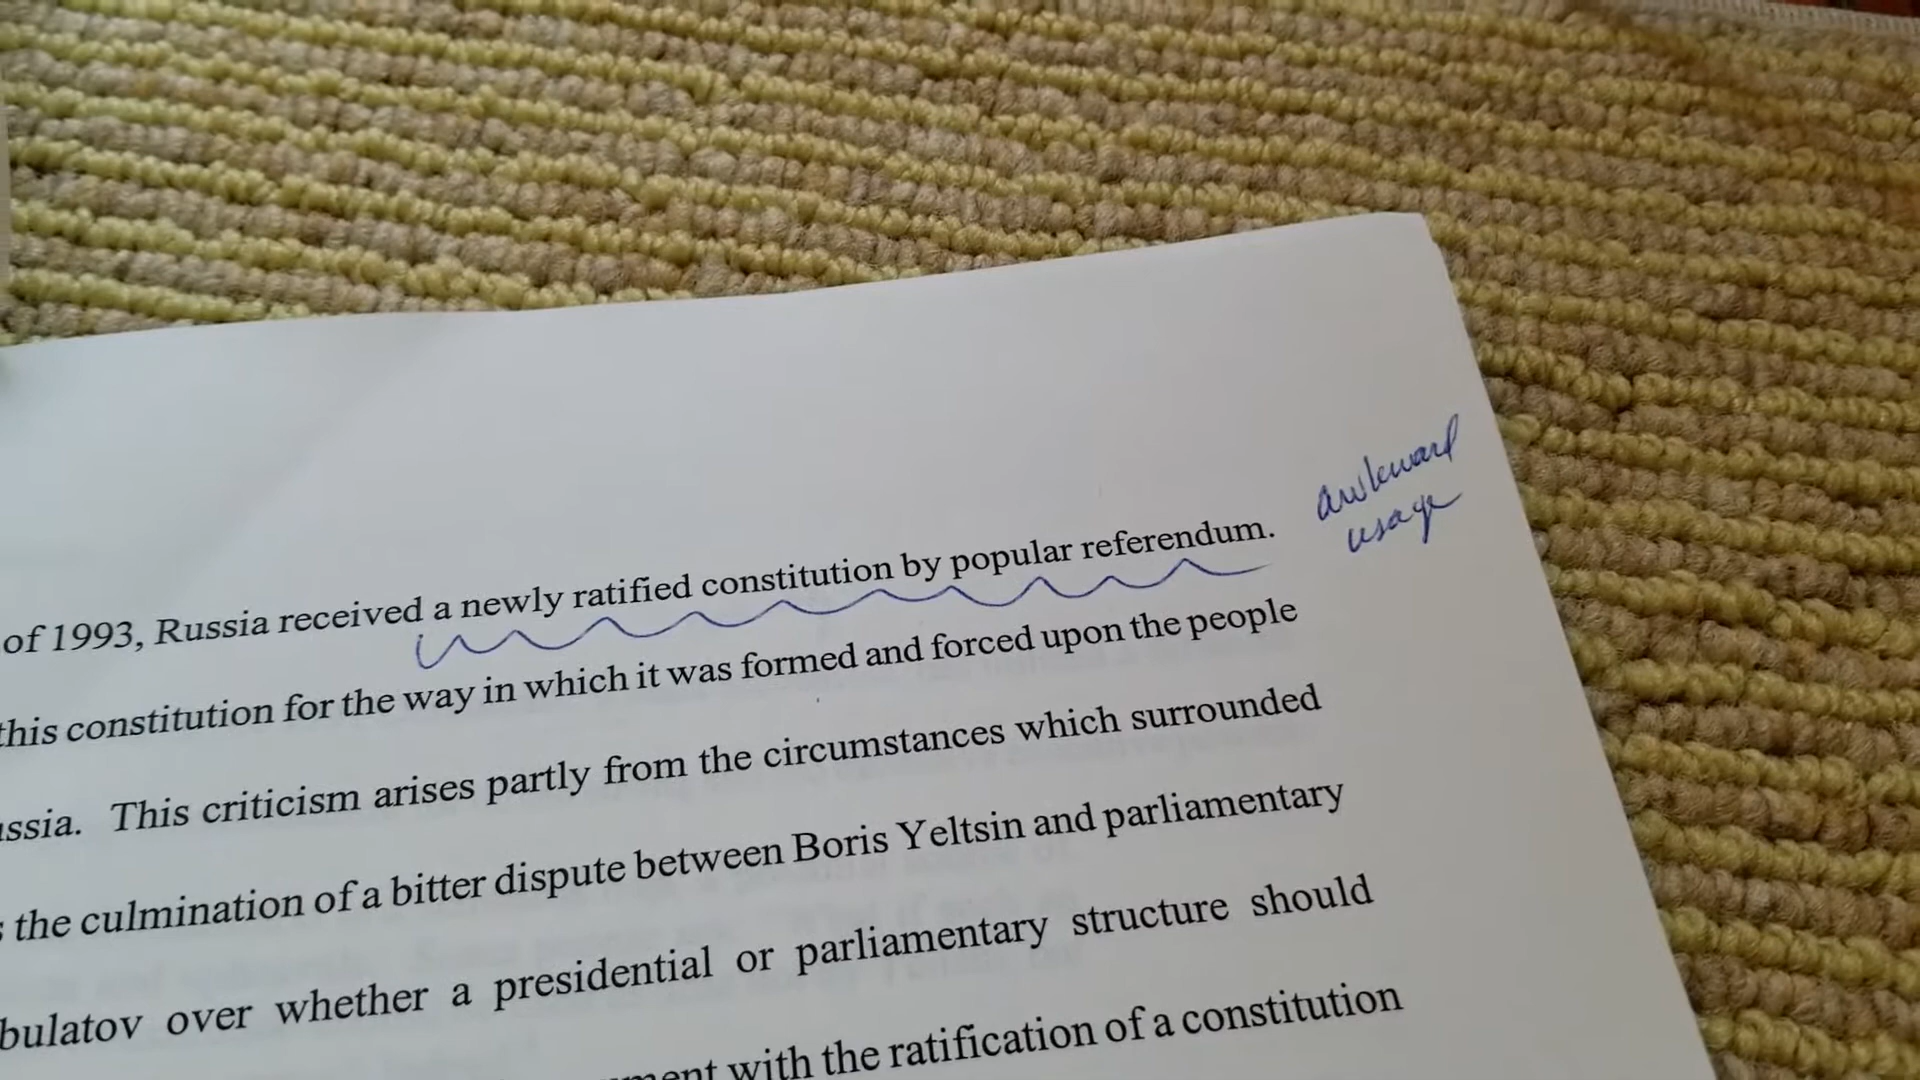 awkward
usage
of 1993, Russia received a newly ratified constitution by popular referendum.
this constitution for the way in which it was formed and forced upon the people
This criticism arises partly from the circumstances which surrounded
the culmination of a bitter dispute between Boris Yeltsin and parliamentary
bulatov over whether a presidential or parliamentary structure should
with the ratification of a constitution